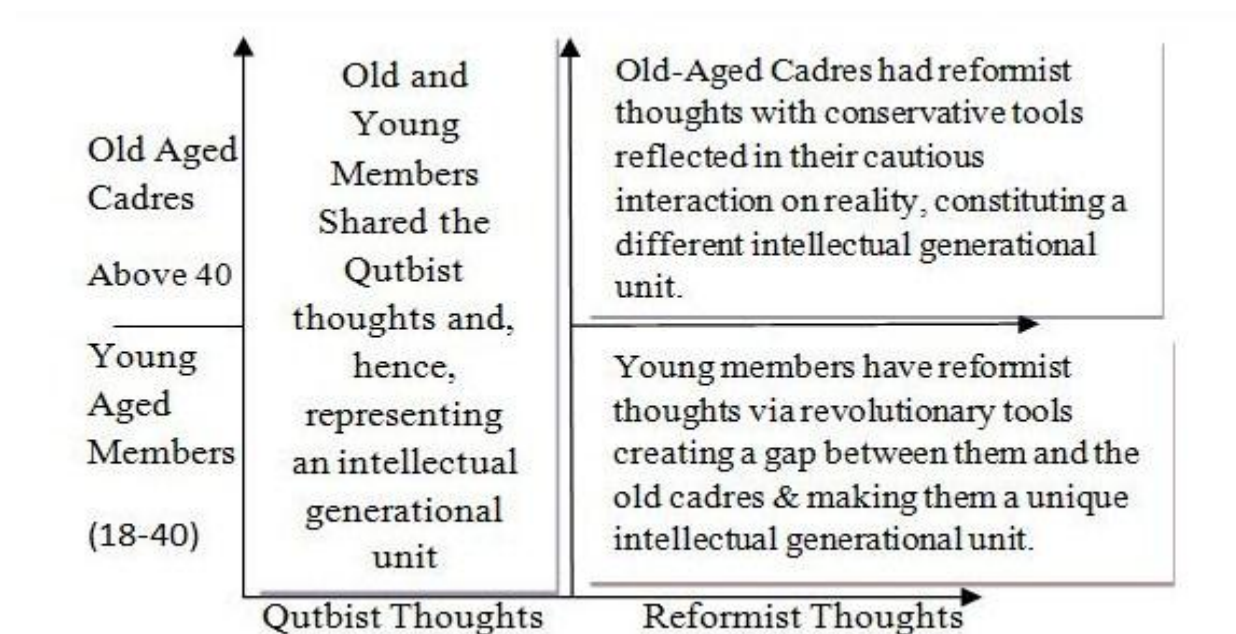 Old Aged
Cadres
Above 40
Young
Aged
Members
(18-40)
Old and
Young
Members
Shared the
Qutbist
thoughts and,
hence,
representing
an intellectual
generational
unit
Old-Aged Cadres had reformist
thoughts with conservative tools
reflected in their cautious
interaction on reality, constituting a
different intellectual generational
unit.
Young members have reformist
thoughts via revolutionary tools
creating a gap between them and the
old cadres & making them a unique
intellectual generational unit.
Qutbist Thoughts
Reformist Thoughts